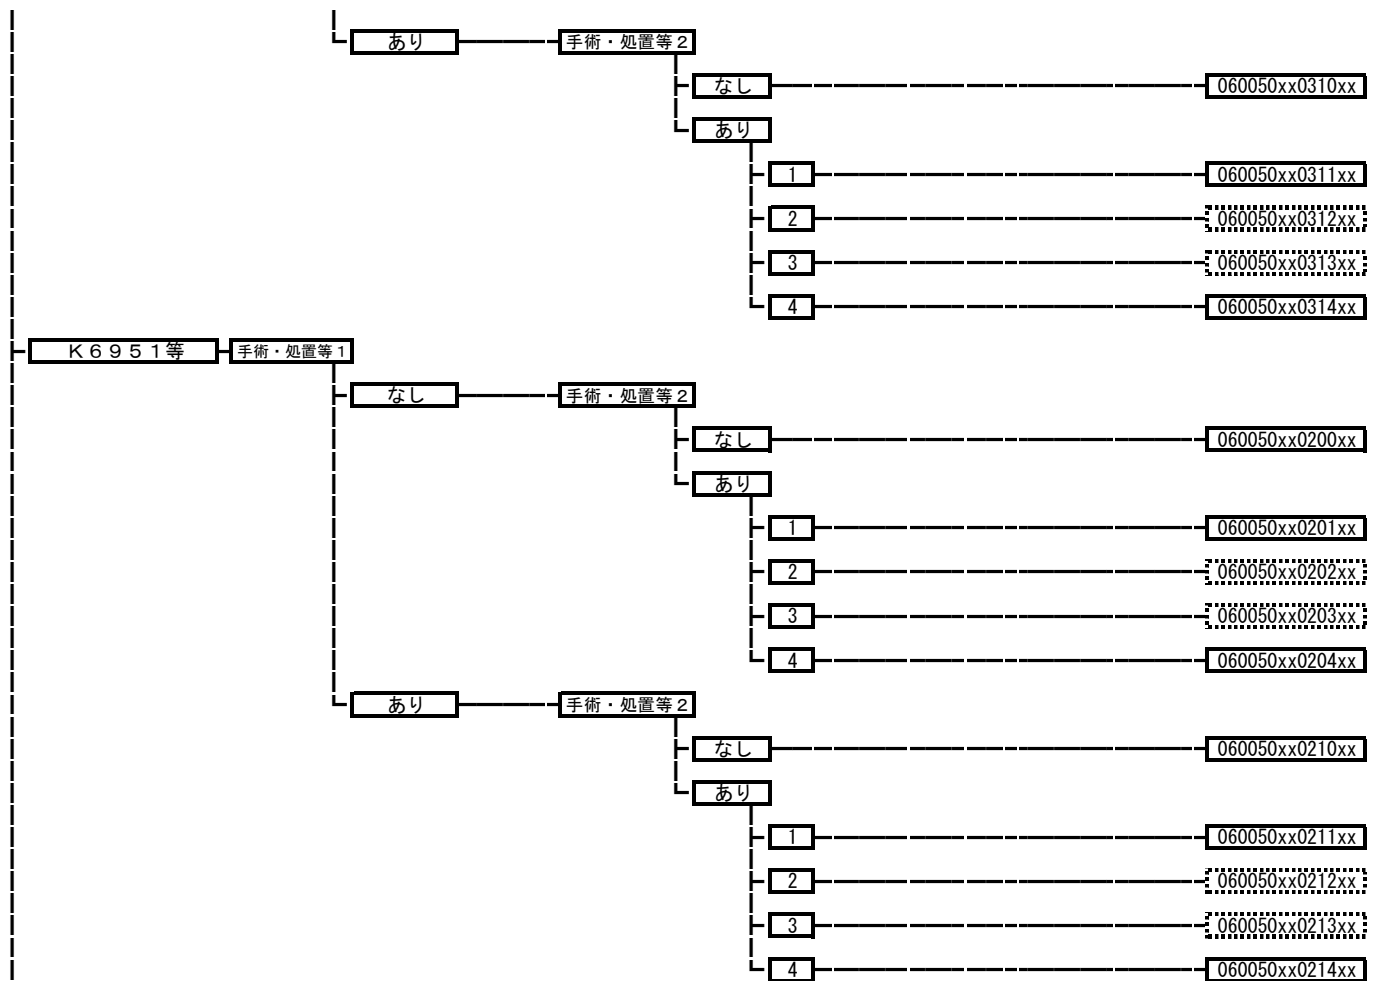 あり 手術・処置等２
なし 060050xx0310xx
あり
1 060050xx0311xx
2 060050xx0312xx
3 060050xx0313xx
4 060050xx0314xx
Ｋ６９５１等 手術・処置等１
なし 手術・処置等２
なし 060050xx0200xx
あり
1 060050xx0201xx
2 060050xx0202xx
3 060050xx0203xx
4 060050xx0204xx
あり 手術・処置等２
なし 060050xx0210xx
あり
1 060050xx0211xx
2 060050xx0212xx
3 060050xx0213xx
4 060050xx0214xx